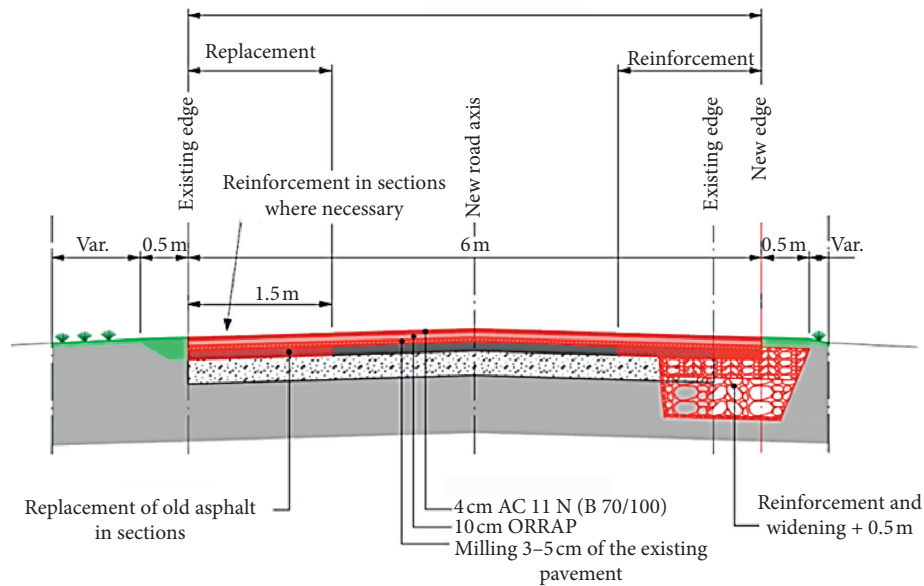 Replacement
Reinforcement
Existing edge
New road axis
Existing edge
New edge
Reinforcement in sections
where necessary
Var.
0.5 m
6 m
0.5 m
Var.
1.5 m
Replacement of old asphalt
in sections
4 cm AC 11 N (B 70/100)
10 cm ORRAP
Milling 3–5 cm of the existing
pavement
Reinforcement and
widening + 0.5 m